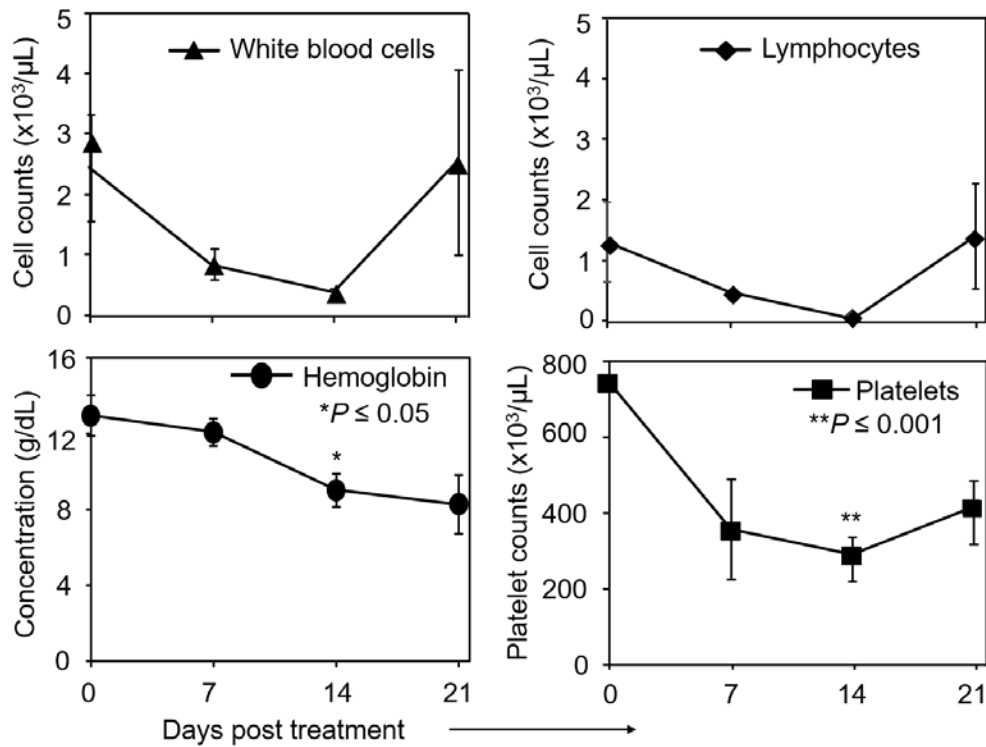 5
4
3
2
1
0
Cell counts (x10³/µL)
White blood cells
5
4
3
2
1
0
Cell counts (x10³/µL)
Lymphocytes
16
12
8
4
0
Concentration (g/dL)
Hemoglobin
*P ≤ 0.05
*
0 7 14 21
800
600
400
200
0
Platelet counts (x10³/µL)
Platelets
**P ≤ 0.001
**
0 7 14 21
Days post treatment